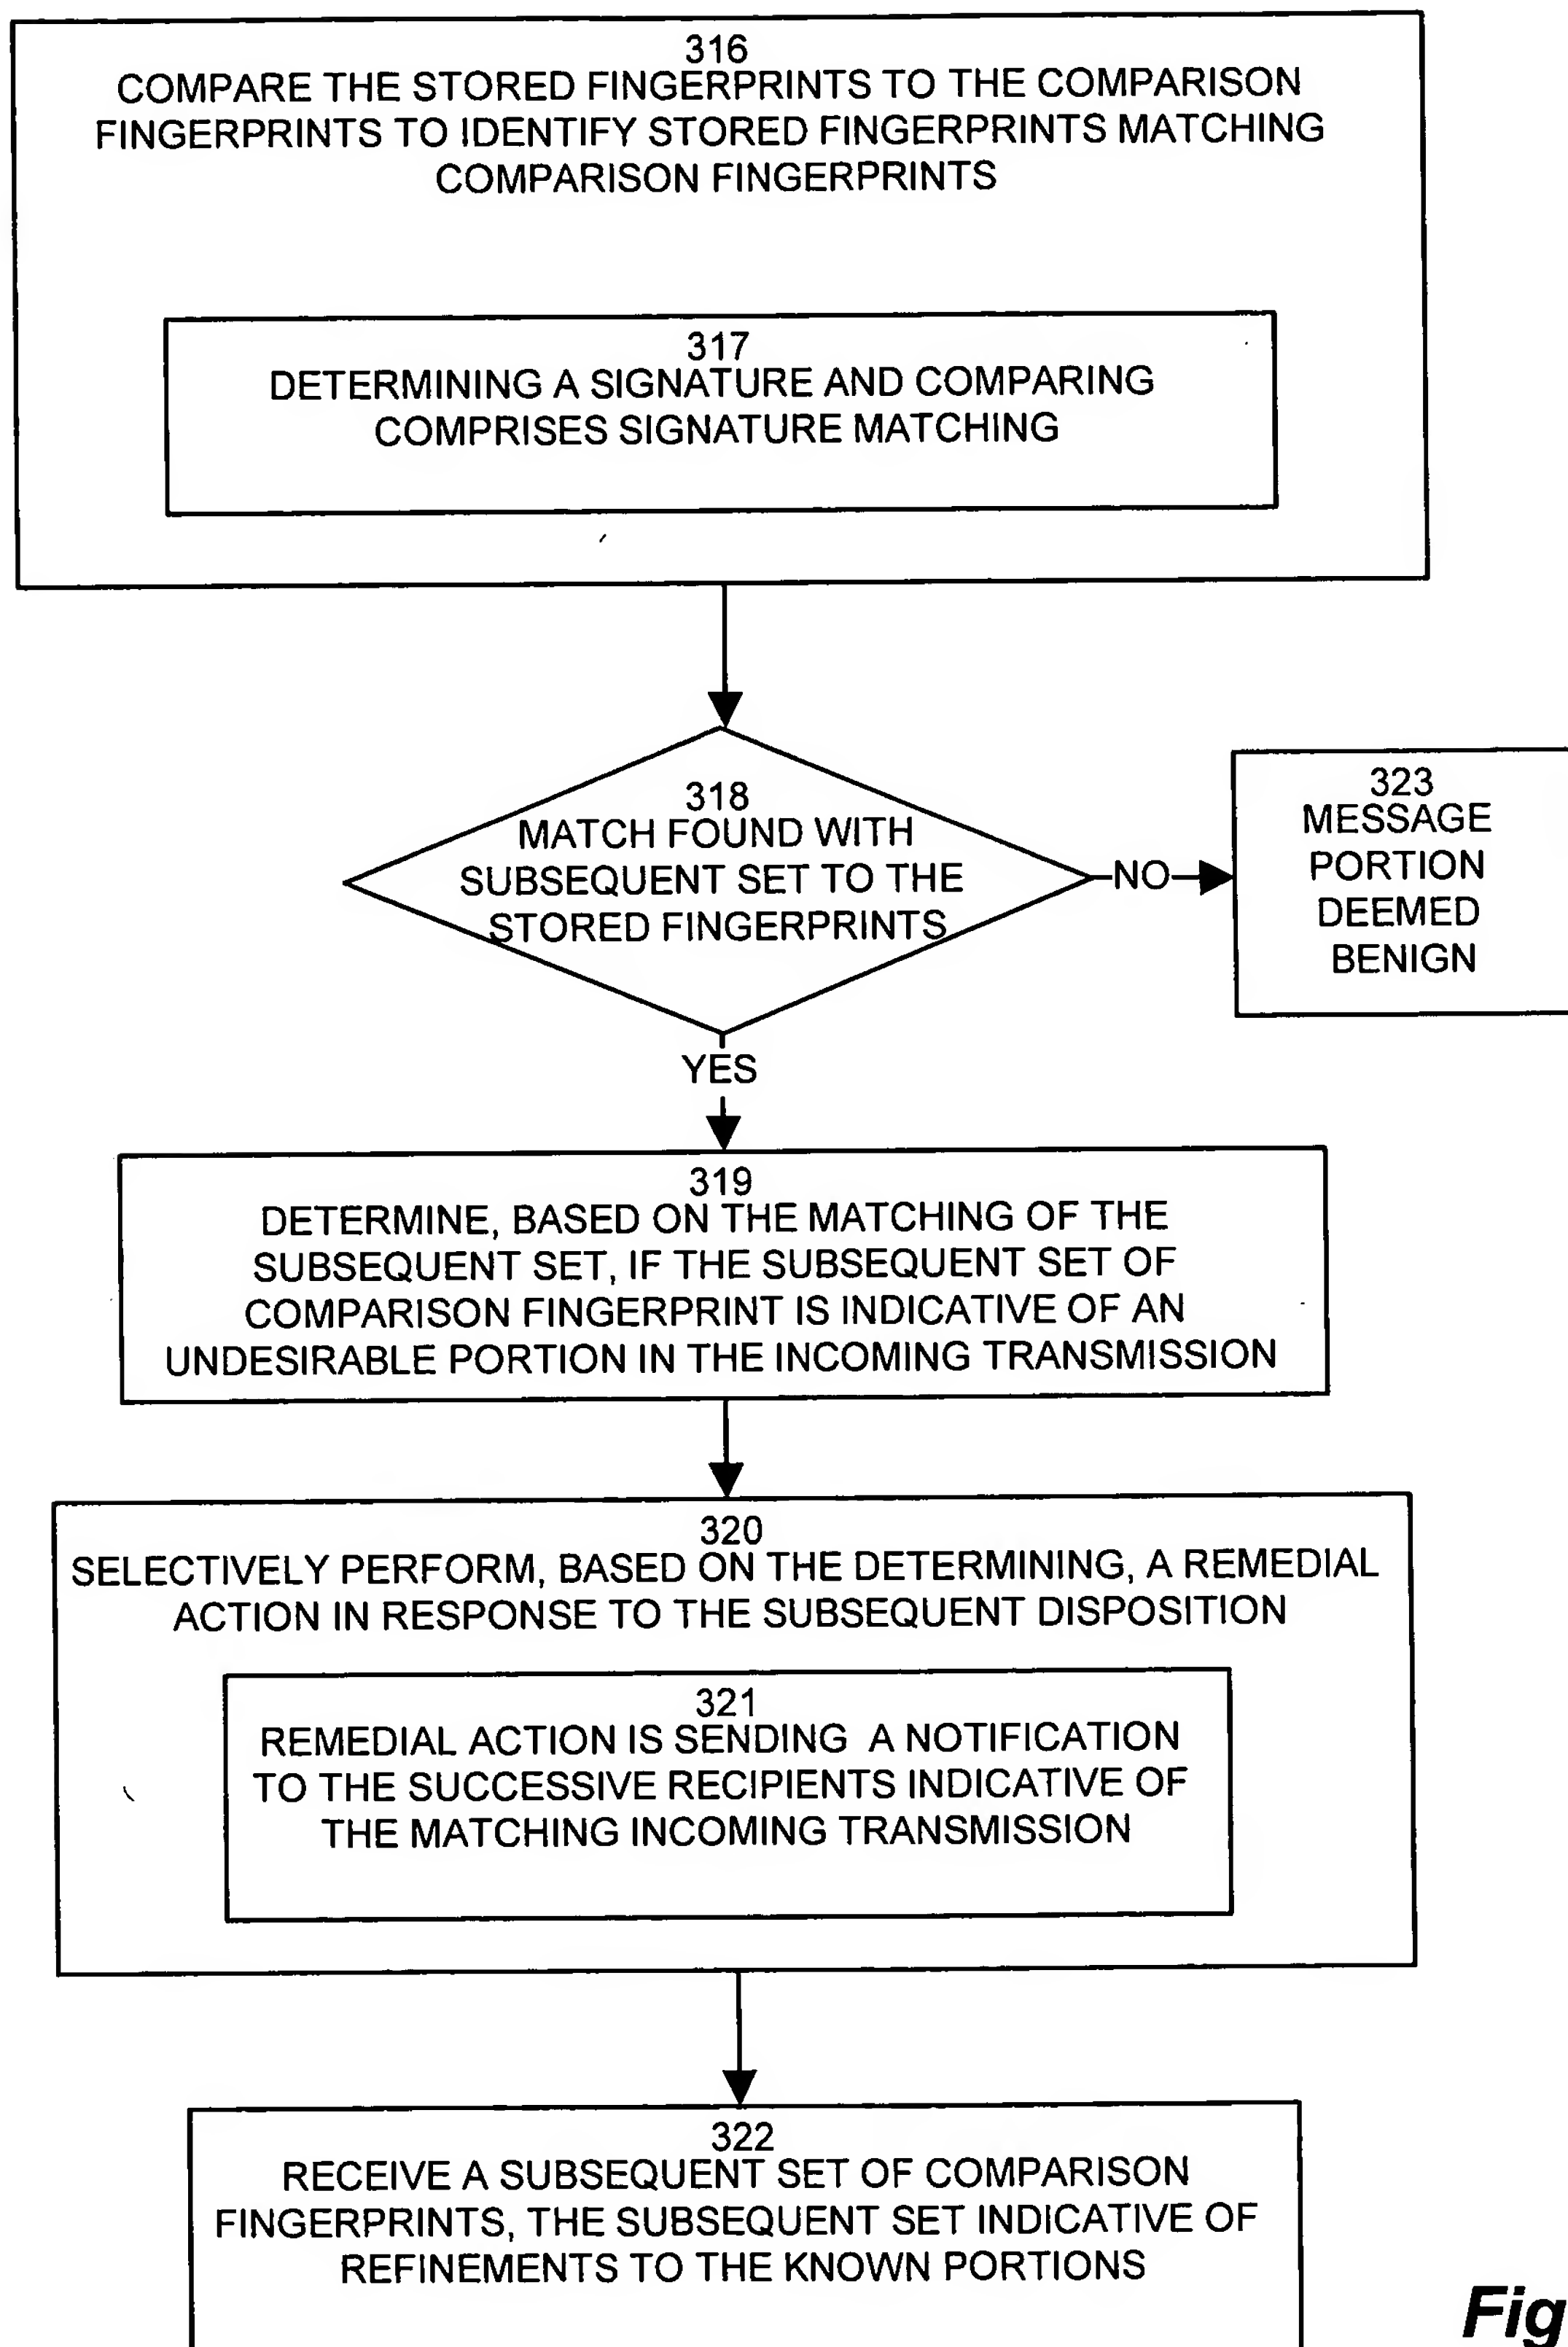 316
COMPARE THE STORED FINGERPRINTS TO THE COMPARISON
FINGERPRINTS TO IDENTIFY STORED FINGERPRINTS MATCHING
COMPARISON FINGERPRINTS
317
DETERMINING A SIGNATURE AND COMPARING
COMPRISES SIGNATURE MATCHING
318
MATCH FOUND WITH
SUBSEQUENT SET TO THE
STORED FINGERPRINTS
NO
323
MESSAGE
PORTION
DEEMED
BENIGN
YES
319
DETERMINE, BASED ON THE MATCHING OF THE
SUBSEQUENT SET, IF THE SUBSEQUENT SET OF
COMPARISON FINGERPRINT IS INDICATIVE OF AN
UNDESIRABLE PORTION IN THE INCOMING TRANSMISSION
320
SELECTIVELY PERFORM, BASED ON THE DETERMINING, A REMEDIAL
ACTION IN RESPONSE TO THE SUBSEQUENT DISPOSITION
321
REMEDIAL ACTION IS SENDING A NOTIFICATION
TO THE SUCCESSIVE RECIPIENTS INDICATIVE OF
THE MATCHING INCOMING TRANSMISSION
322
RECEIVE A SUBSEQUENT SET OF COMPARISON
FINGERPRINTS, THE SUBSEQUENT SET INDICATIVE OF
REFINEMENTS TO THE KNOWN PORTIONS
Fig